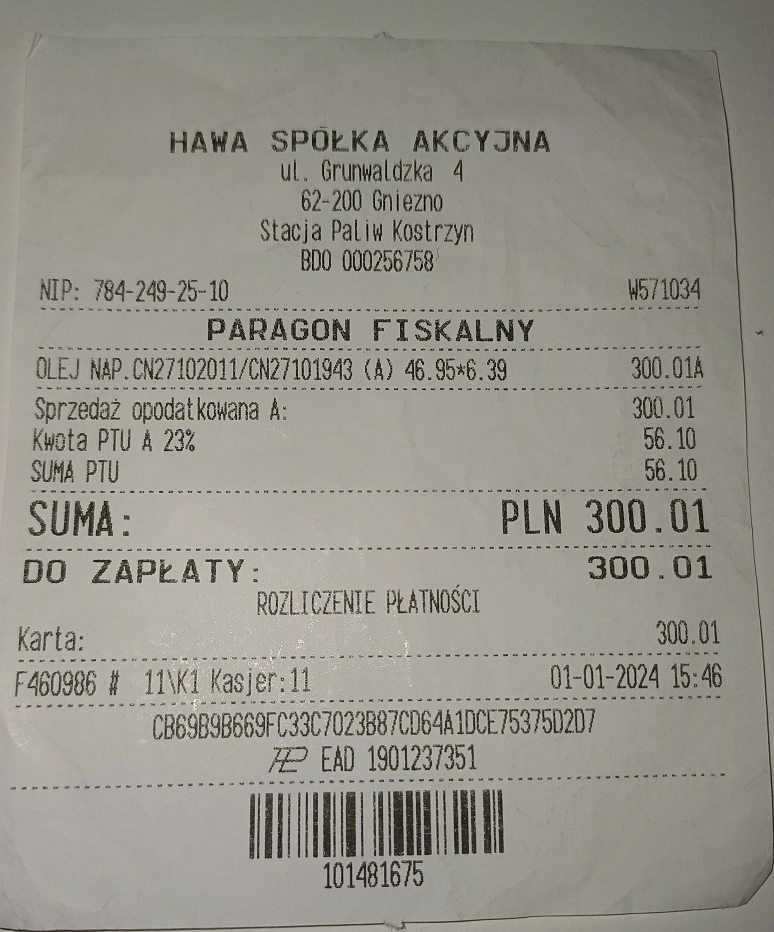 HAWA SPÓŁKA AKCYJNA
ul. Grunwaldzka 4
62-200 Gniezno
Stacja Paliw Kostrzyn
BDO 000256758
NIP: 784-249-25-10 W571034
PARAGON FISKALNY
OLEJ NAP.CN27102011/CN27101943 (A) 46.95*6.39 300.01A
Sprzedaż opodatkowana A: 300.01
Kwota PTU A 23% 56.10
SUMA PTU 56.10
SUMA: PLN 300.01
DO ZAPŁATY: 300.01
ROZLICZENIE PŁATNOŚCI
Karta: 300.01
F460986 # 11\K1 Kasjer:11 01-01-2024 15:46
CB69B9B669FC33C7023B87CD64A1DCE75375D2D7
EAD 1901237351
101481675